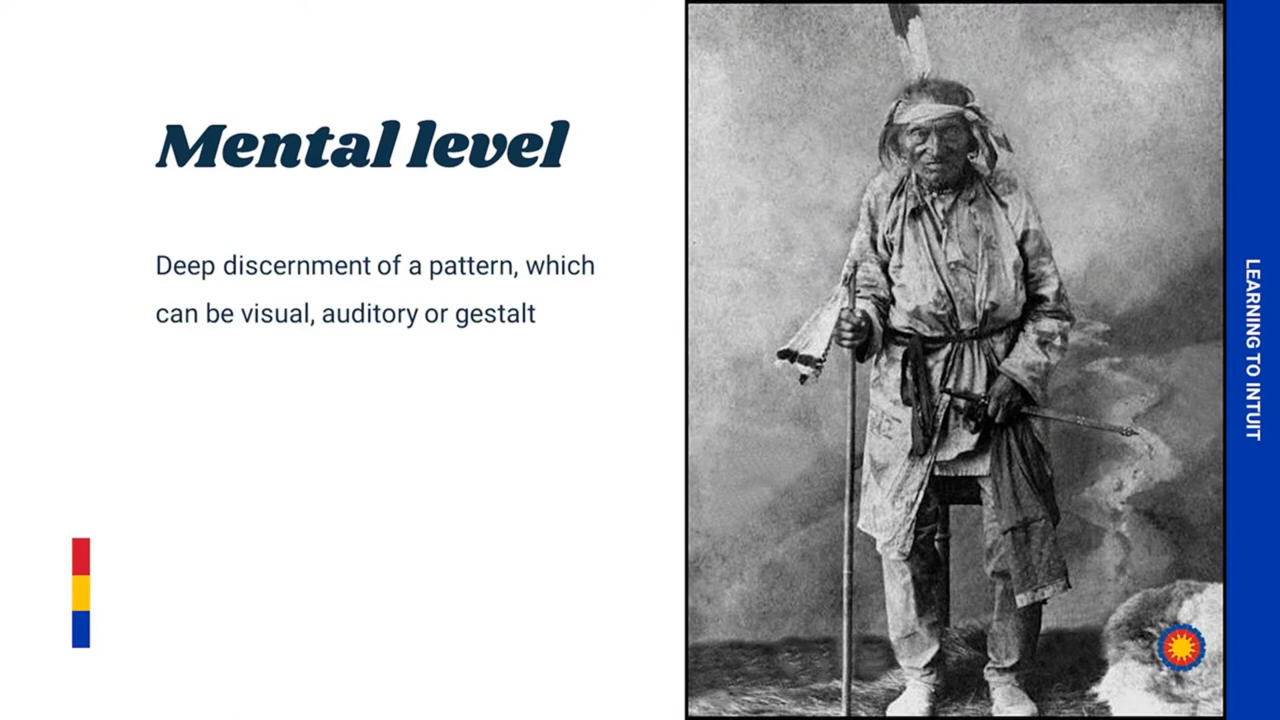 Mental level
Deep discernment of a pattern, which
can be visual, auditory or gestalt
LEARNING TO INTUIT